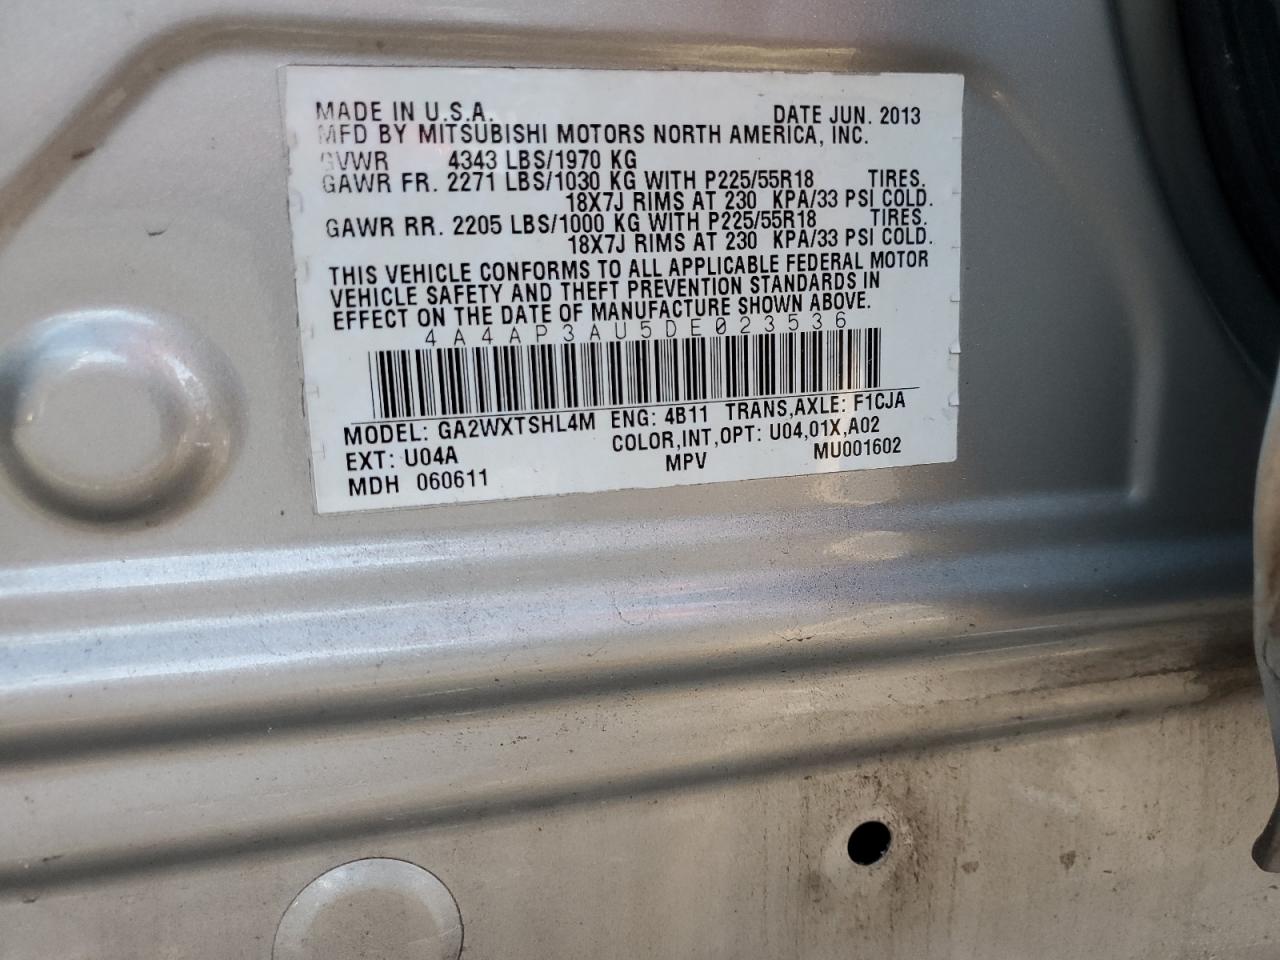 MADE IN U.S.A. DATE JUN. 2013
MFD BY MITSUBISHI MOTORS NORTH AMERICA, INC.
GVWR 4343 LBS/1970 KG
GAWR FR. 2271 LBS/1030 KG WITH P225/55R18 TIRES.
18X7J RIMS AT 230 KPA/33 PSI COLD.
GAWR RR. 2205 LBS/1000 KG WITH P225/55R18 TIRES.
18X7J RIMS AT 230 KPA/33 PSI COLD.
THIS VEHICLE CONFORMS TO ALL APPLICABLE FEDERAL MOTOR
VEHICLE SAFETY AND THEFT PREVENTION STANDARDS IN
EFFECT ON THE DATE OF MANUFACTURE SHOWN ABOVE.
4A4AP3AU5DE023536
MODEL: GA2WXTSHL4M ENG: 4B11 TRANS,AXLE: F1CJA
EXT: U04A COLOR,INT,OPT: U04,01X,A02
MDH 060611 MPV MU001602